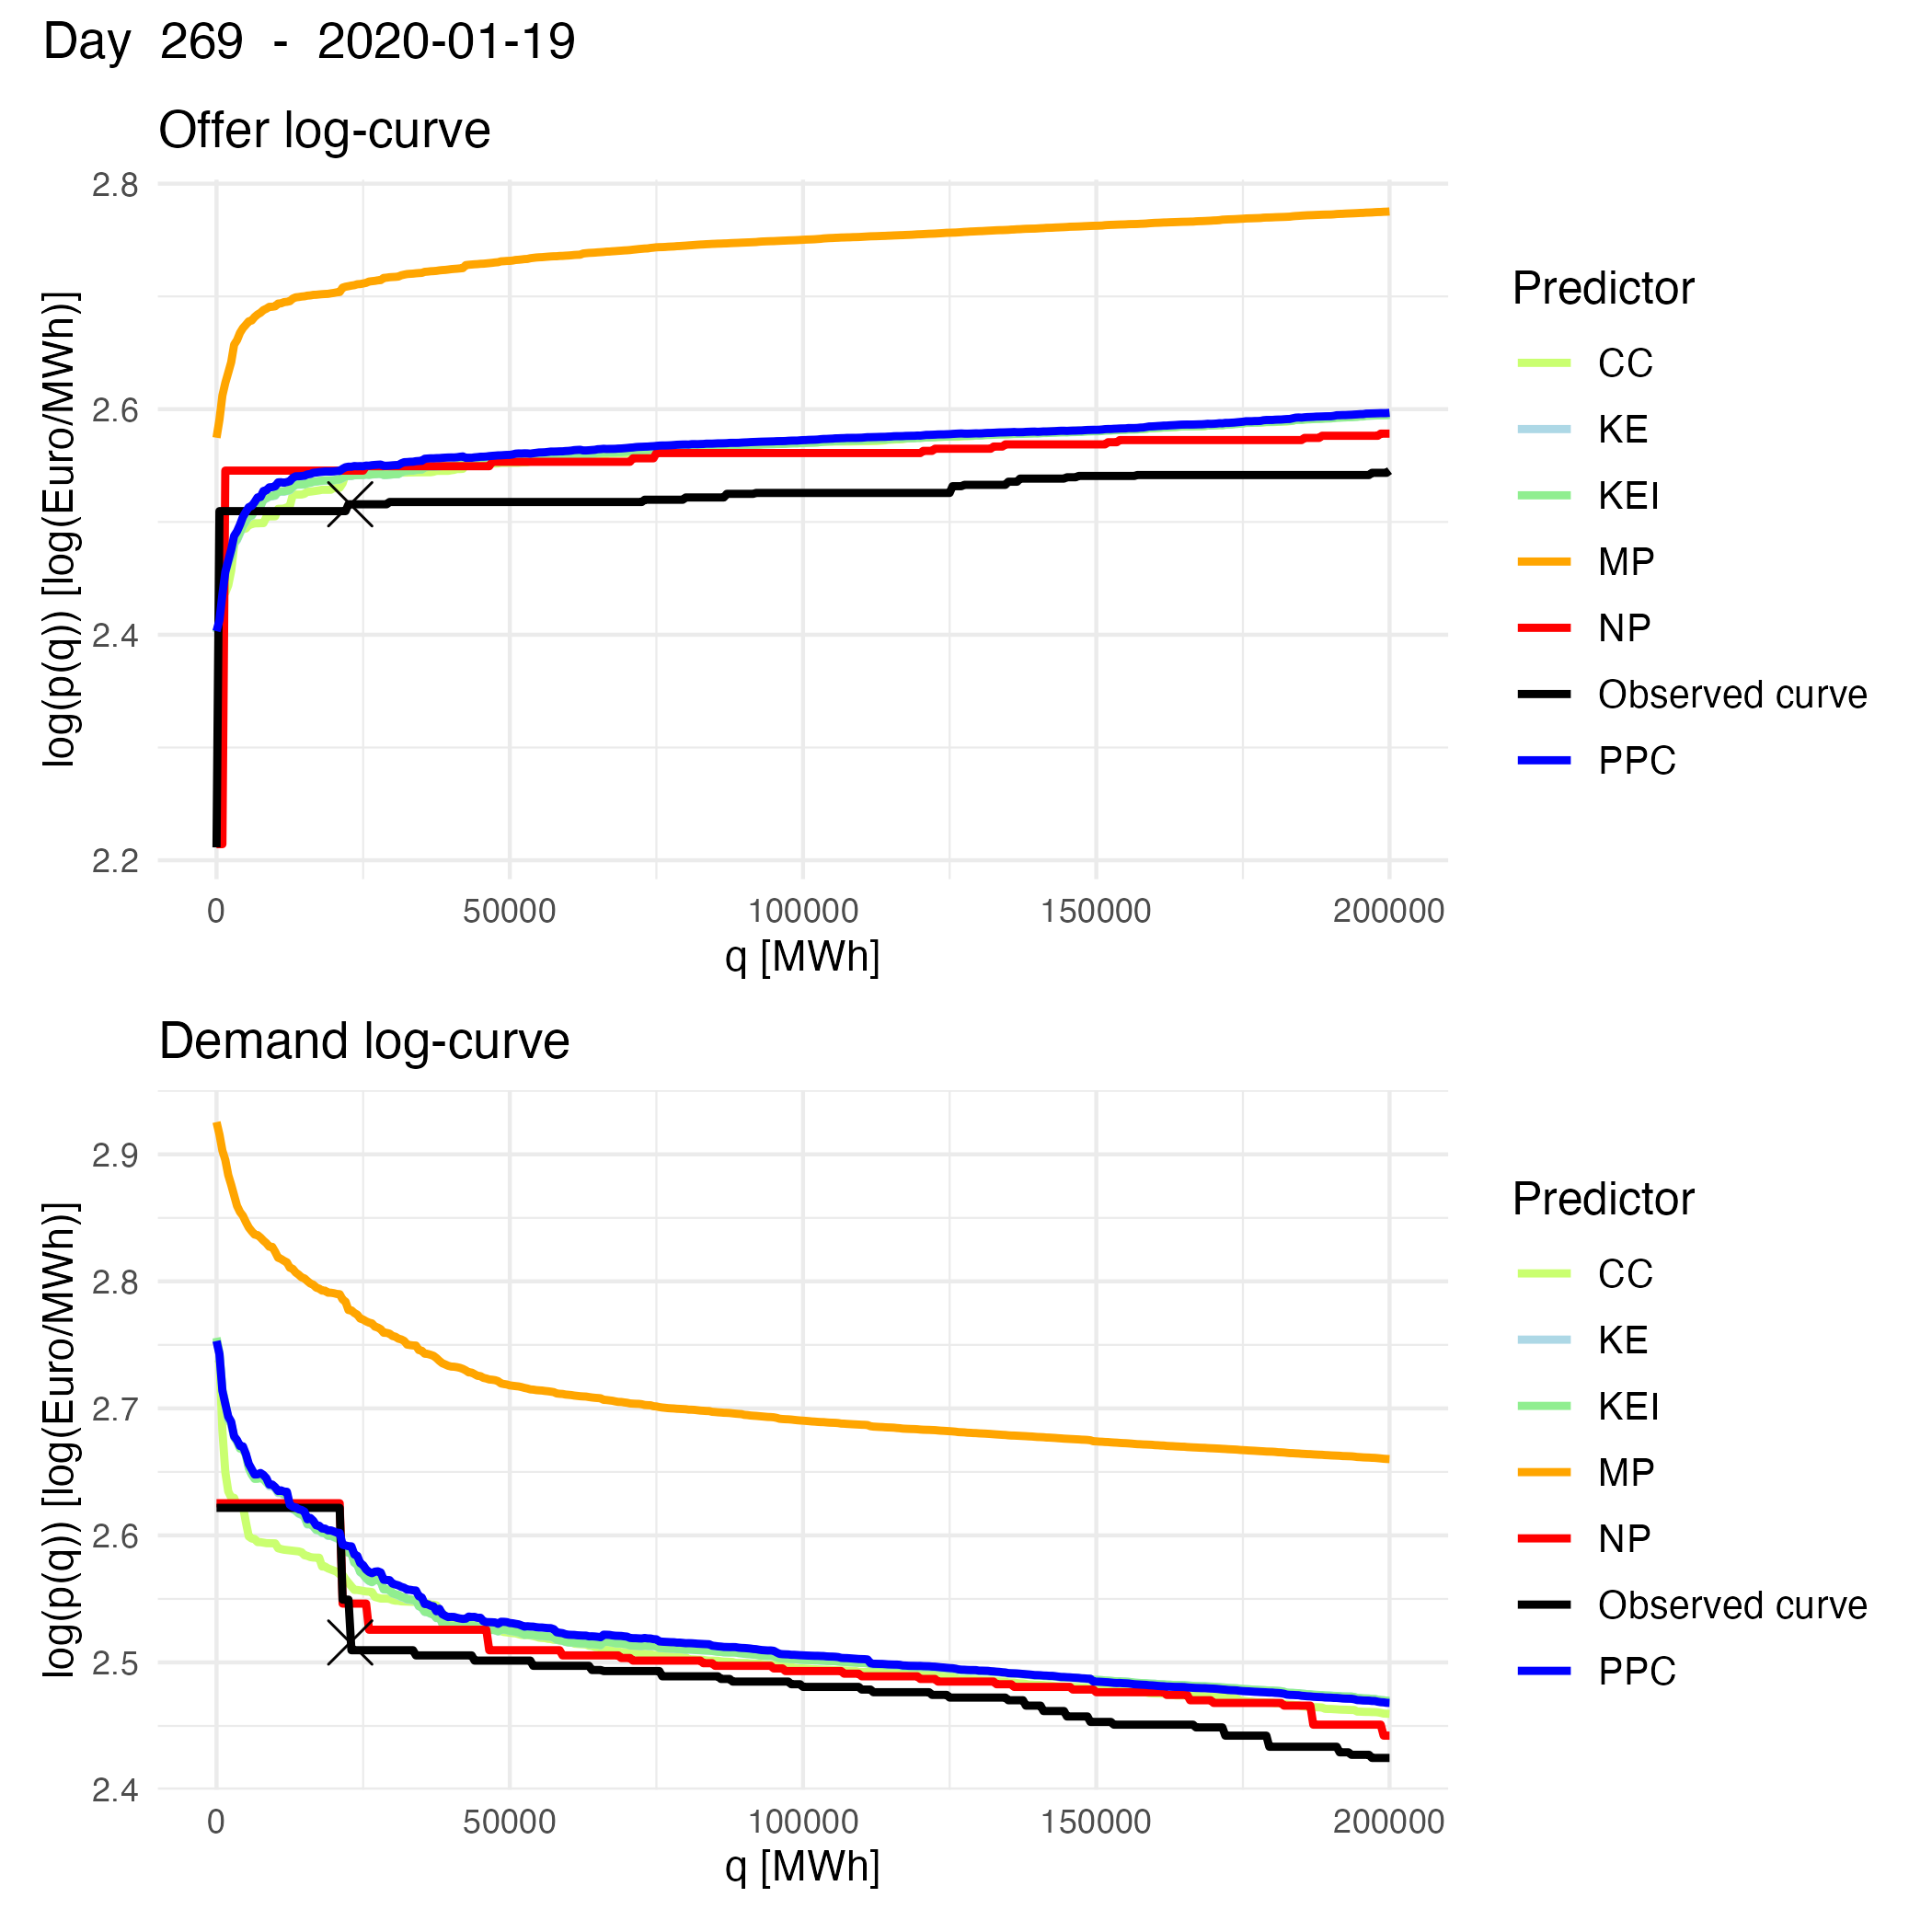 Day 269 - 2020-01-19
Offer log-curve
log(p(q)) [log(Euro/MWh)]
2.8
2.6
2.4
2.2
0 50000 100000 150000 200000
q [MWh]
Predictor
CC
KE
KEI
MP
NP
Observed curve
PPC
Demand log-curve
log(p(q)) [log(Euro/MWh)]
2.9
2.8
2.7
2.6
2.5
2.4
0 50000 100000 150000 200000
q [MWh]
Predictor
CC
KE
KEI
MP
NP
Observed curve
PPC